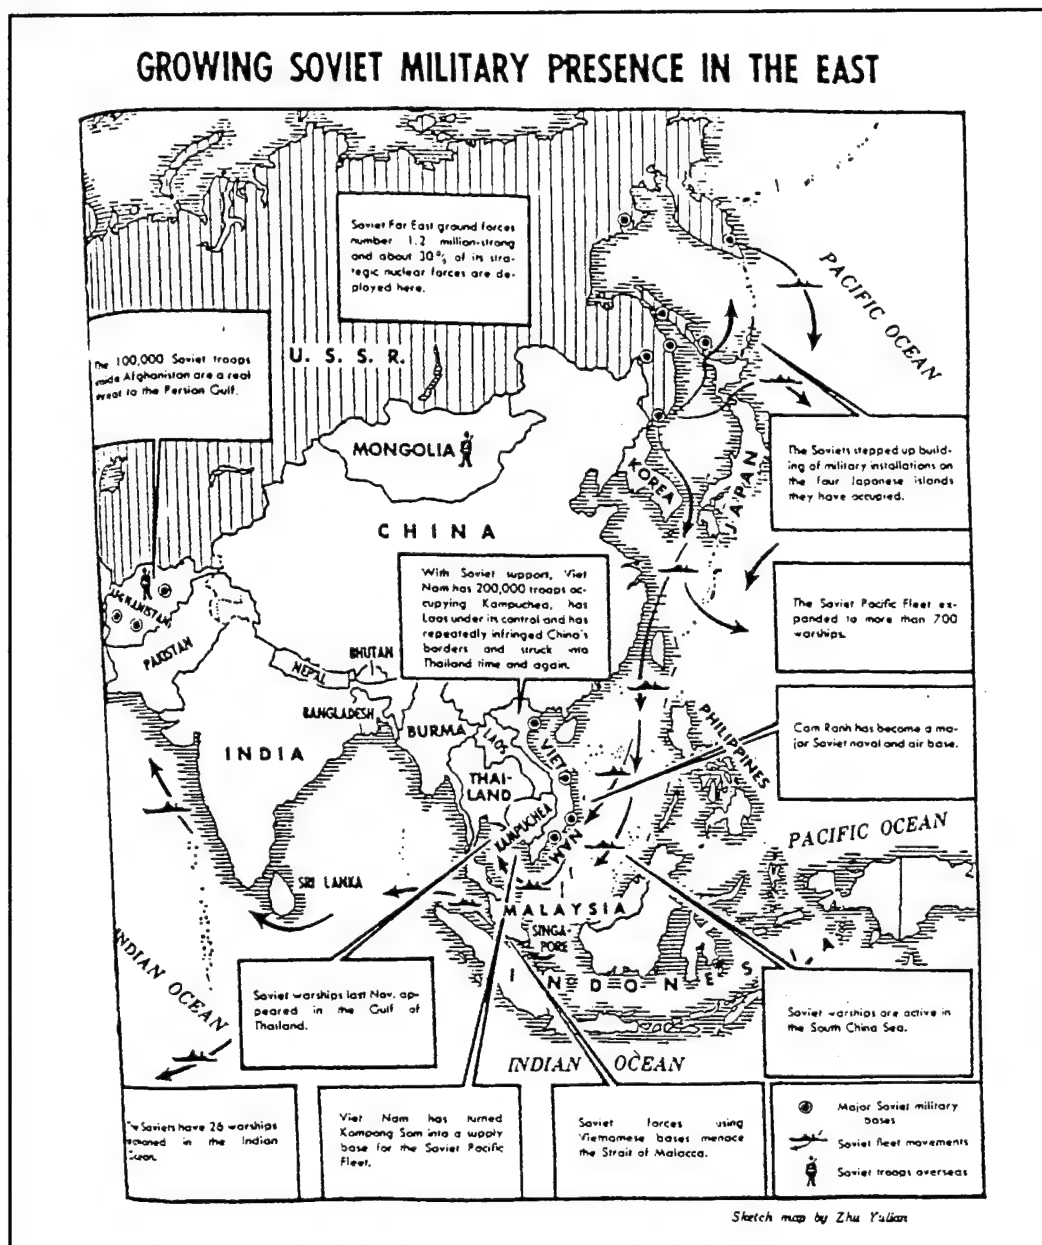 GROWING SOVIET MILITARY PRESENCE IN THE EAST
Soviet Far East ground forces
number 1.2 million-strong
and about 30% of its stra-
tegic nuclear forces are de-
ployed here.
PACIFIC OCEAN
100,000 Soviet troops
Afghanistan are a real
to the Persian Gulf.
U. S. S. R.
MONGOLIA
KOREA
JAPAN
The Soviets stepped up build-
ing of military installations on
the four Japanese islands
they have occupied.
CHINA
With Soviet support, Viet
Nam has 200,000 troops oc-
cupying Kampuchea, has
Laos under its control and has
repeatedly infringed China's
borders and struck into
Thailand time and again.
The Soviet Pacific Fleet ex-
panded to more than 700
warships.
AFGHANISTAN
PAKISTAN
NEPAL
BHUTAN
BANGLADESH
BURMA
INDIA
LAOS
VIET NAM
THAI-
LAND
KAMPUCHEA
PHILIPPINES
Cam Ranh has become a ma-
jor Soviet naval and air base.
PACIFIC OCEAN
SRI LANKA
MALAYSIA
SINGA-
PORE
INDONESIA
INDIAN OCEAN
Soviet warships last Nov. ap-
peared in the Gulf of
Thailand.
Soviet warships are active in
the South China Sea.
INDIAN OCEAN
Soviets have 26 warships
in the Indian
Viet Nam has turned
Kompong Som into a supply
base for the Soviet Pacific
Fleet.
Soviet forces using
Vietnamese bases menace
the Strait of Malacca.
Major Soviet military
bases
Soviet fleet movements
Soviet troops overseas
Sketch map by Zhu Yulian